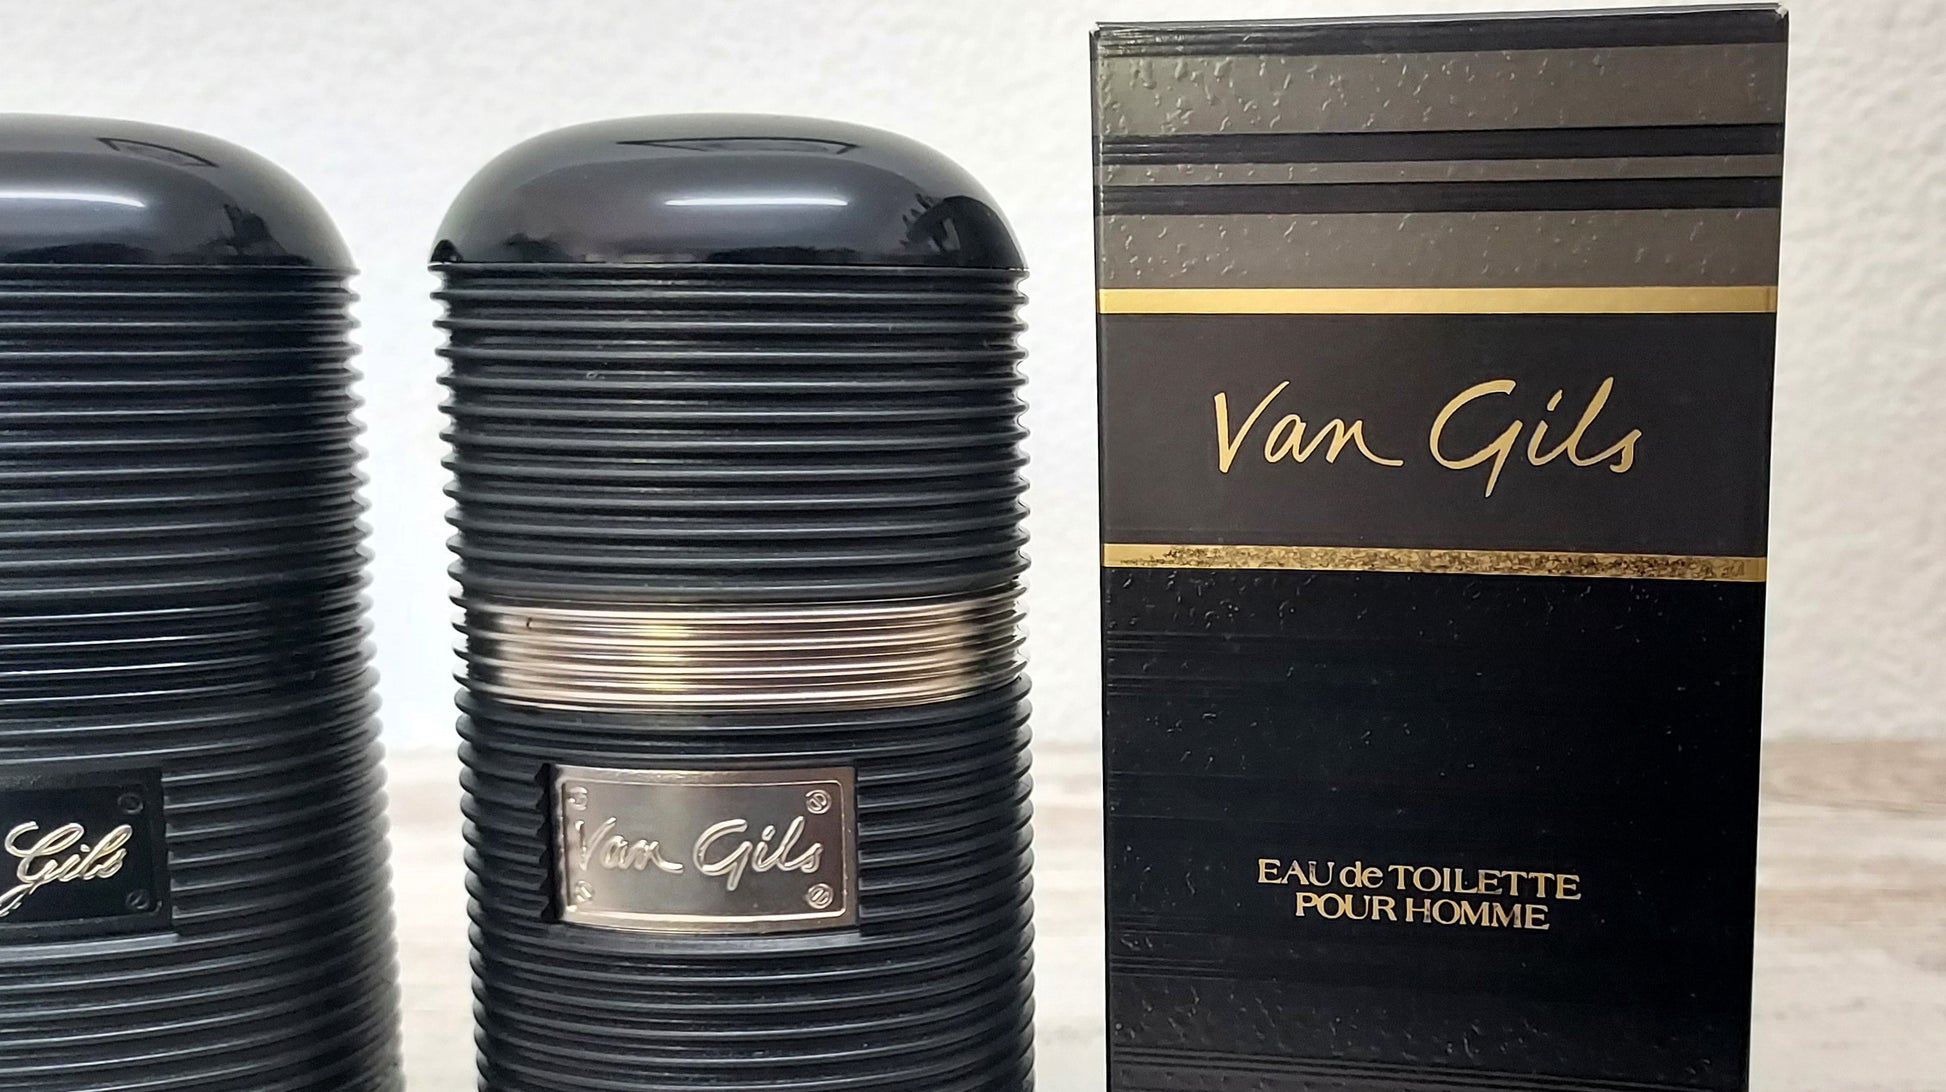 Gils
Van Gils
Van Gils
EAU de TOILETTE
POUR HOMME